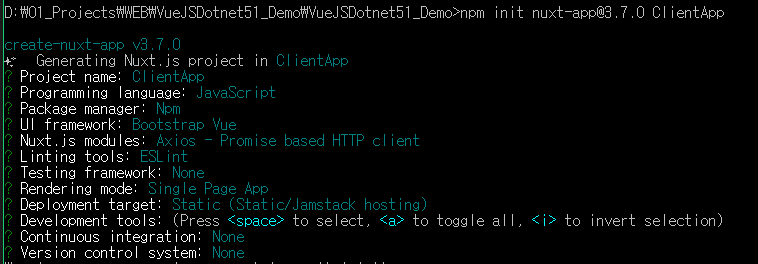 D:₩01_Projects₩WEB₩VueJSDotnet51_Demo₩VueJSDotnet51_Demo>npm init nuxt-app@3.7.0 ClientApp
create-nuxt-app v3.7.0
Generating Nuxt.js project in ClientApp
? Project name: ClientApp
? Programming language: JavaScript
? Package manager: Npm
? UI framework: Bootstrap Vue
? Nuxt.js modules: Axios - Promise based HTTP client
? Linting tools: ESLint
? Testing framework: None
? Rendering mode: Single Page App
? Deployment target: Static (Static/Jamstack hosting)
? Development tools: (Press <space> to select, <a> to toggle all, <i> to invert selection)
? Continuous integration: None
? Version control system: None